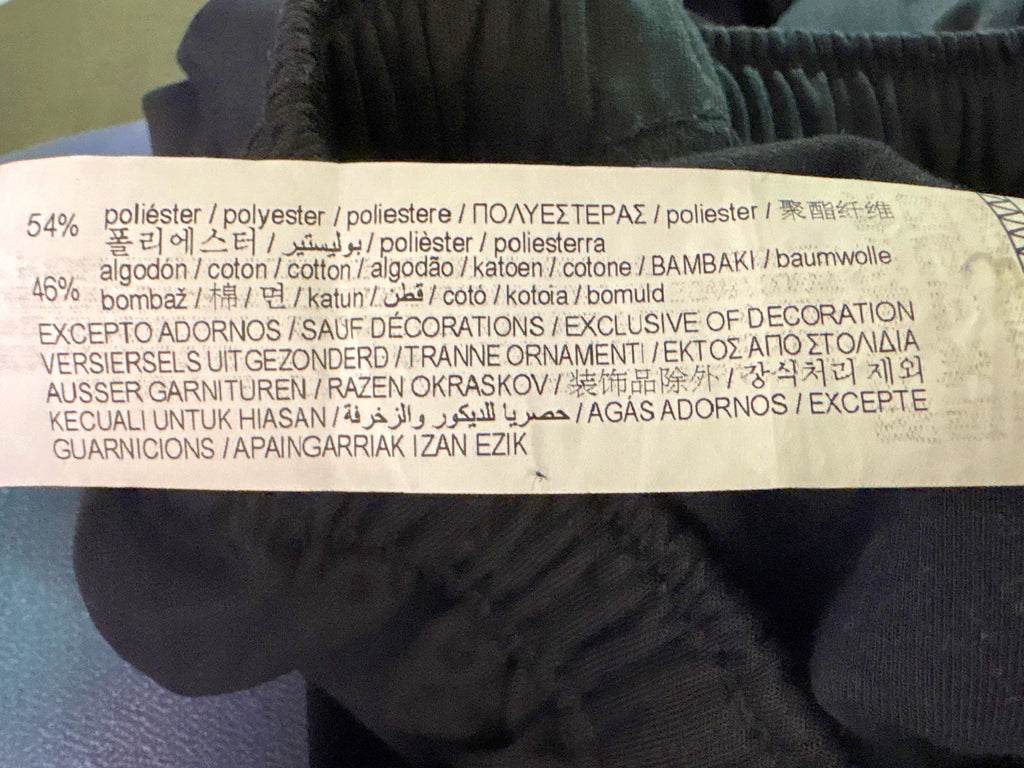 54% poliéster / polyester / poliestere / ΠΟΛΥΕΣΤΕΡΑΣ / poliester / 聚酯纤维
폴리에스터 / بوليستير / polièster / poliesterra
46% algodón / coton / cotton / algodão / katoen / cotone / BAMBAKI / baumwolle
bombaž / 棉 / 면 / katun / قطن / cotó / kotoia / bomuld
EXCEPTO ADORNOS / SAUF DÉCORATIONS / EXCLUSIVE OF DECORATION
VERSIERSELS UITGEZONDERD / TRANNE ORNAMENTI / ΕΚΤΟΣ ΑΠΟ ΣΤΟΛΙΔΙΑ
AUSSER GARNITUREN / RAZEN OKRASKOV / 装饰品除外 / 장식처리 제외
KECUALI UNTUK HIASAN / حصريا للديكور والزخرفة / AGÁS ADORNOS / EXCEPTE
GUARNICIONS / APAINGARRIAK IZAN EZIK